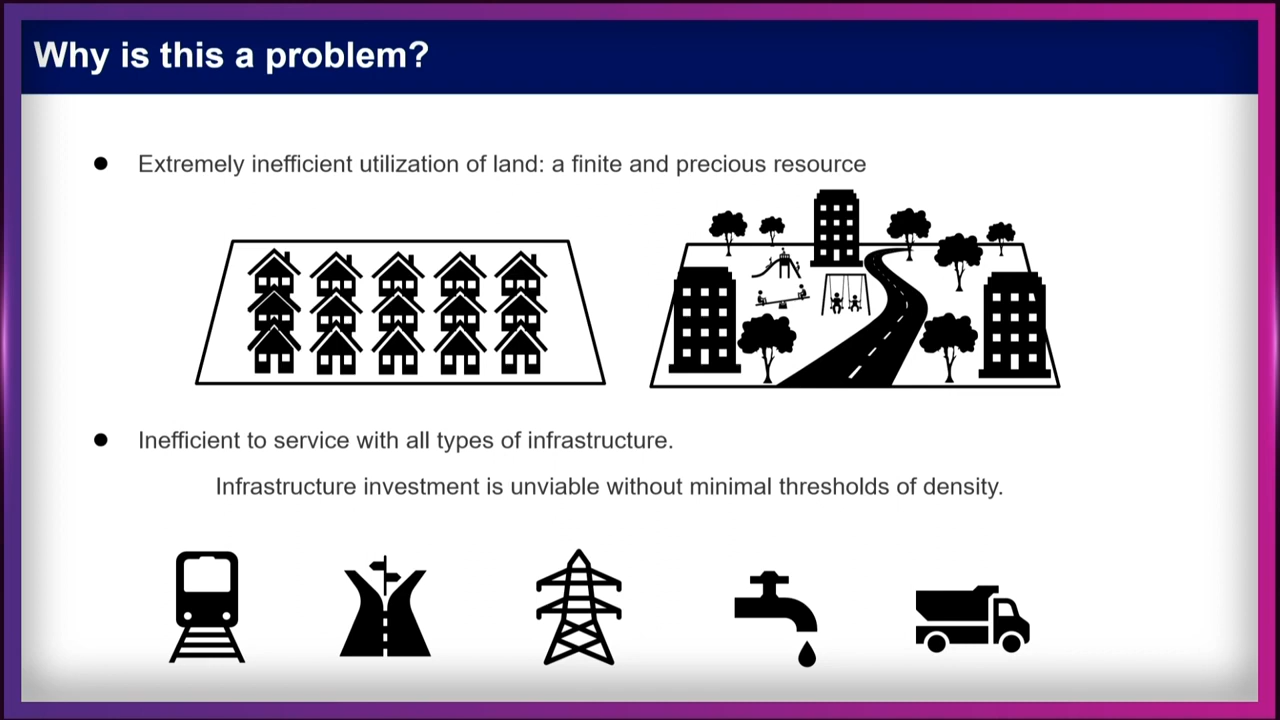 Why is this a problem?
Extremely inefficient utilization of land: a finite and precious resource
Inefficient to service with all types of infrastructure.
Infrastructure investment is unviable without minimal thresholds of density.